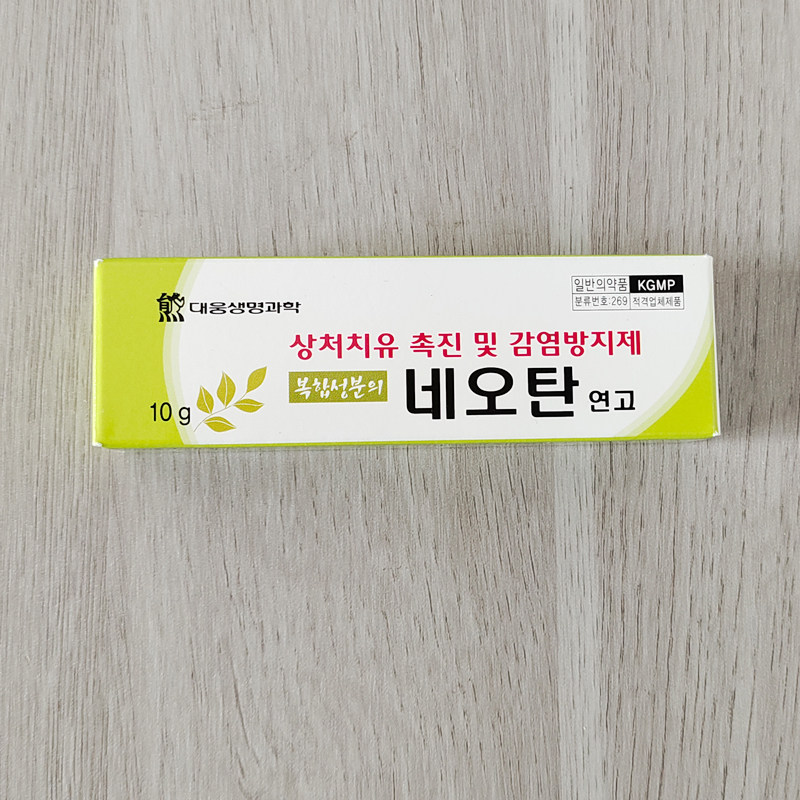 대웅생명과학
일반의약품 KGMP
분류번호:269 적격업체제품
상처치유 촉진 및 감염방지제
복합성분의 네오탄 연고
10 g